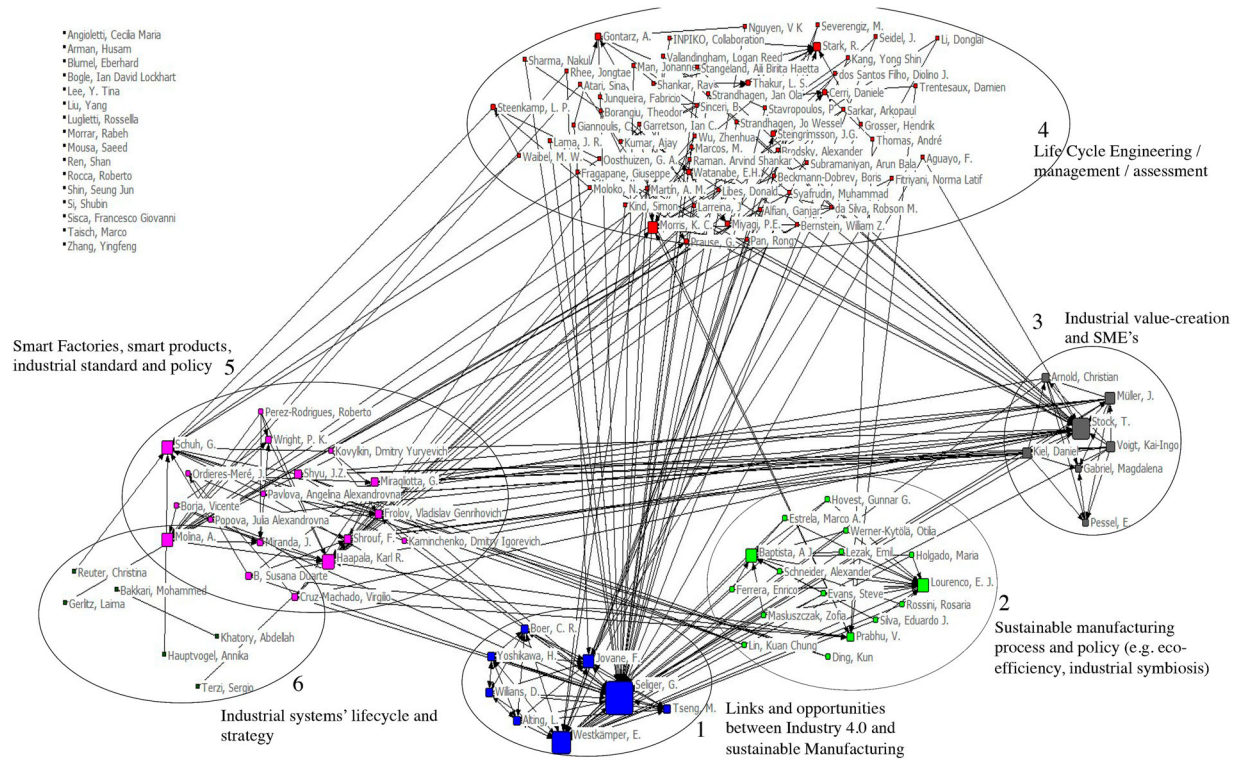 Angioletti, Cecilia Maria
Arman, Husam
Blumel, Eberhard
Bogle, Ian David Lockhart
Lee, Y. Tina
Liu, Yang
Luglietti, Rossella
Morrar, Rabeh
Mousa, Saeed
Ren, Shan
Rocca, Roberto
Shin, Seung Jun
Si, Shubin
Sisca, Francesco Giovanni
Taisch, Marco
Zhang, Yingfeng
Nguyen, V K
Severengiz, M.
Gontarz, A.
INPIKO, Collaboration
Stark, R.
Seidel, J.
Li, Donglai
Sharma, Nakul
Vallandingham, Logan Reed
Kang, Yong Shin
Rhee, Jongtae
Man, Johannes
Stangeland, Ali Birita Haetta
dos Santos Filho, Diolino J.
Atari, Sina
Shankar, Ravi
Thakur, L. S.
Cerri, Daniele
Trentesaux, Damien
Junqueira, Fabricio
Strandhagen, Jan Ola
Steenkamp, L. P.
Borangiu, Theodor
Sinceri, B.
Stavropoulos, P.
Sarkar, Arkopaul
Giannoulis, C.
Garretson, Ian C.
Strandhagen, Jo Wessel
Grosser, Hendrik
Lama, J. R.
Kumar, Ajay
Wu, Zhenhua
Steingrimsson, J.G.
Thomas, André
Marcos, M.
Brodsky, Alexander
Waibel, M. W.
Oosthuizen, G. A.
Raman. Arvind Shankar
Subramaniyan, Arun Bala
Aguayo, F.
Fragapane, Giuseppe
Watanabe, E.H.
Beckmann-Dobrev, Boris
Fitriyani, Norma Latif
Moloko, N.
Martín, A. M.
Libes, Donald
Syafrudin, Muhammad
Kind, Simon
Larreina, J.
Alfian, Ganjar
da Silva, Robson M.
Morris, K. C.
Miyagi, P.E.
Bernstein, Wiliam Z.
Prause, G.
Pan, Rong
4
Life Cycle Engineering /
management / assessment
3
Industrial value-creation
and SME's
Arnold, Christian
Müller, J.
Stock, T.
Voigt, Kai-Ingo
Kiel, Daniel
Gabriel, Magdalena
Pessel, E.
Smart Factories, smart products,
industrial standard and policy
5
Perez-Rodrigues, Roberto
Schuh, G.
Wright, P. K.
Kovylkin, Dmitry Yuryevich
Ordieres-Meré, J.
Shyu, J.Z.
Miragliotta, G.
Pavlova, Angelina Alexandrovna
Borja, Vicente
Popova, Julia Alexandrovna
Frolov, Vladislav Genrihovich
Molina, A.
Miranda, J.
Shrouf, F.
Kaminchenko, Dmitry Igorevich
Haapala, Karl R.
B, Susana Duarte
Cruz-Machado, Virgilio
Reuter, Christina
Bakkari, Mohammed
Gerlitz, Laima
Khatory, Abdellah
Hauptvogel, Annika
Terzi, Sergio
6
Industrial systems' lifecycle and
strategy
Hovest, Gunnar G.
Estrela, Marco A.
Werner-Kytölä, Otila
Baptista, A J.
Lezak, Emil
Holgado, Maria
Schneider, Alexander
Lourenco, E. J.
Ferrera, Enrico
Evans, Steve
Rossini, Rosaria
Masluszczak, Zofia
Silva, Eduardo J.
Prabhu, V.
Lin, Kuan Chung
Ding, Kun
2
Sustainable manufacturing
process and policy (e.g. eco-
efficiency, industrial symbiosis)
Boer, C. R.
Yoshikawa, H.
Jovane, F.
Wilians, D.
Seliger, G.
Tseng, M.
Alting, L.
Westkämper, E.
1
Links and opportunities
between Industry 4.0 and
sustainable Manufacturing